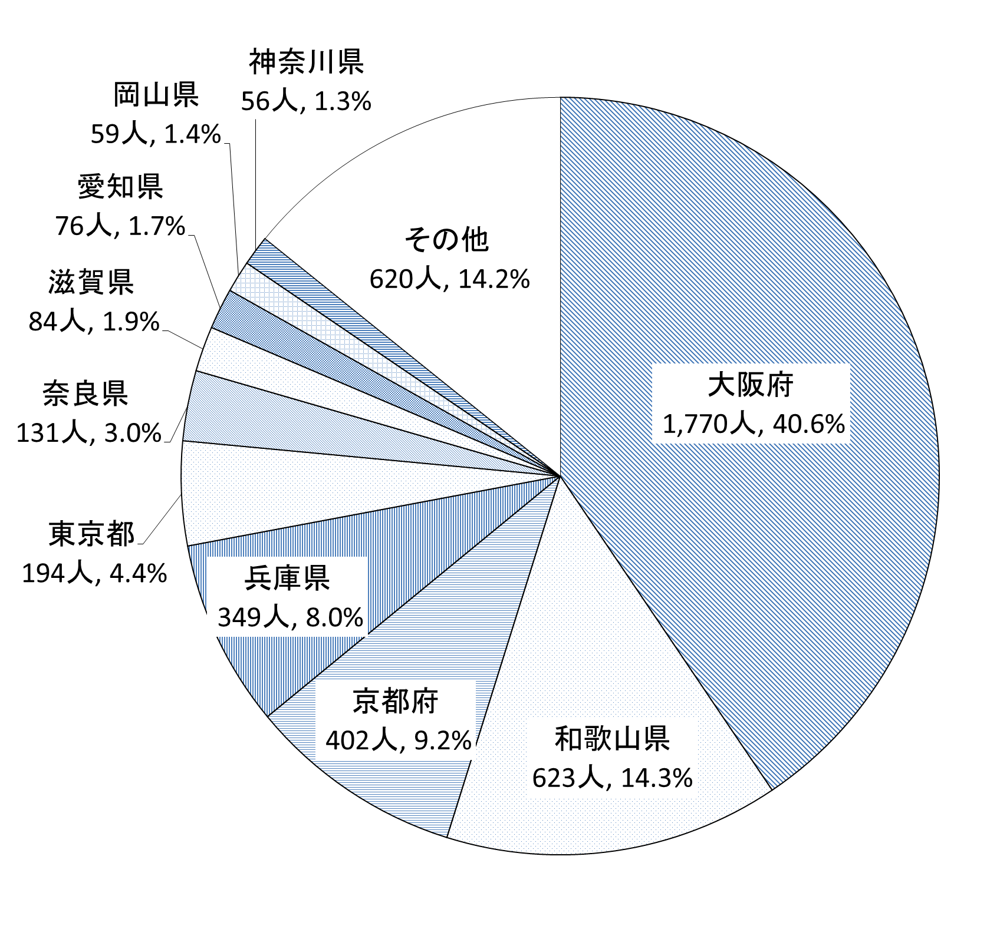 神奈川県
56人, 1.3%
岡山県
59人, 1.4%
愛知県
76人, 1.7%
滋賀県
84人, 1.9%
奈良県
131人, 3.0%
東京都
194人, 4.4%
兵庫県
349人, 8.0%
京都府
402人, 9.2%
和歌山県
623人, 14.3%
大阪府
1,770人, 40.6%
その他
620人, 14.2%